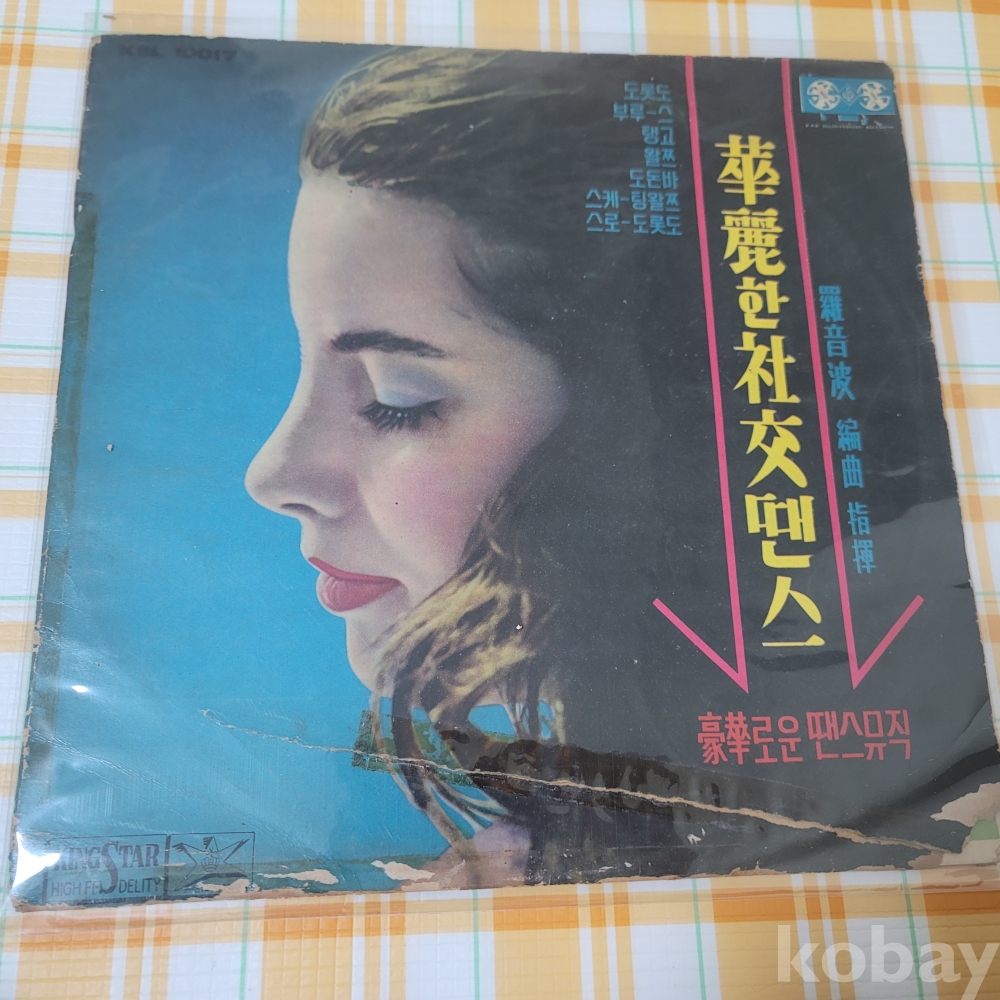 KSL 10017
도롯도
부루-스
탱고
왈쯔
도돈바
스케-팅왈쯔
스로-도롯도
華麗한社交땐스
羅音波 編曲 指揮
豪華로운 땐스뮤직
KING STAR
HIGH FIDELITY
kobay